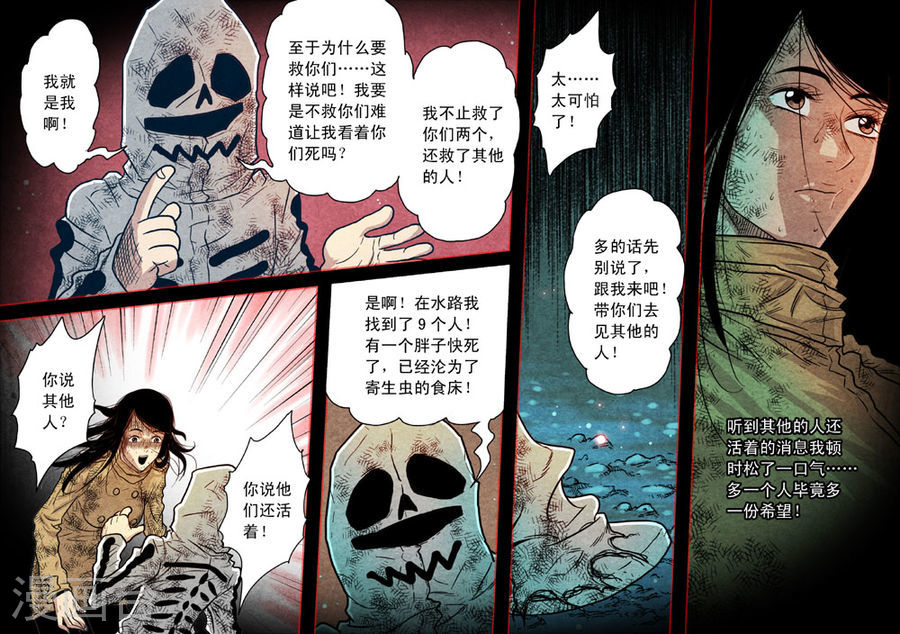 我就
是我
啊！
至于为什么要
救你们……这
样说吧！我要
是不救你们难
道让我看着你
们死吗？
我不止救了
你们两个，
还救了其他
的人！
你说
其他
人？
你说他
们还活
着！
是啊！在水路我
找到了9个人！
有一个胖子快死
了，已经沦为了
寄生虫的食床！
太……
太可怕
了！
多的话先
别说了，
跟我来吧！
带你们去
见其他的
人！
听到其他的人还
活着的消息我顿
时松了一口气……
多一个人毕竟多
一份希望！
漫画台